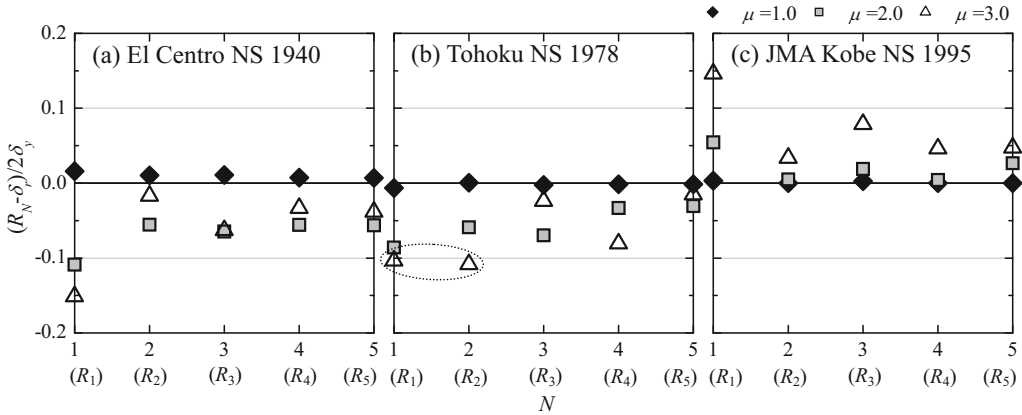 μ =1.0 μ =2.0 μ =3.0
(a) El Centro NS 1940 (b) Tohoku NS 1978 (c) JMA Kobe NS 1995
0.2
0.1
0.0
-0.1
-0.2
(R_N-δ_r)/2δ_y
1 2 3 4 5 1 2 3 4 5 1 2 3 4 5
(R₁) (R₂) (R₃) (R₄) (R₅) (R₁) (R₂) (R₃) (R₄) (R₅) (R₁) (R₂) (R₃) (R₄) (R₅)
N